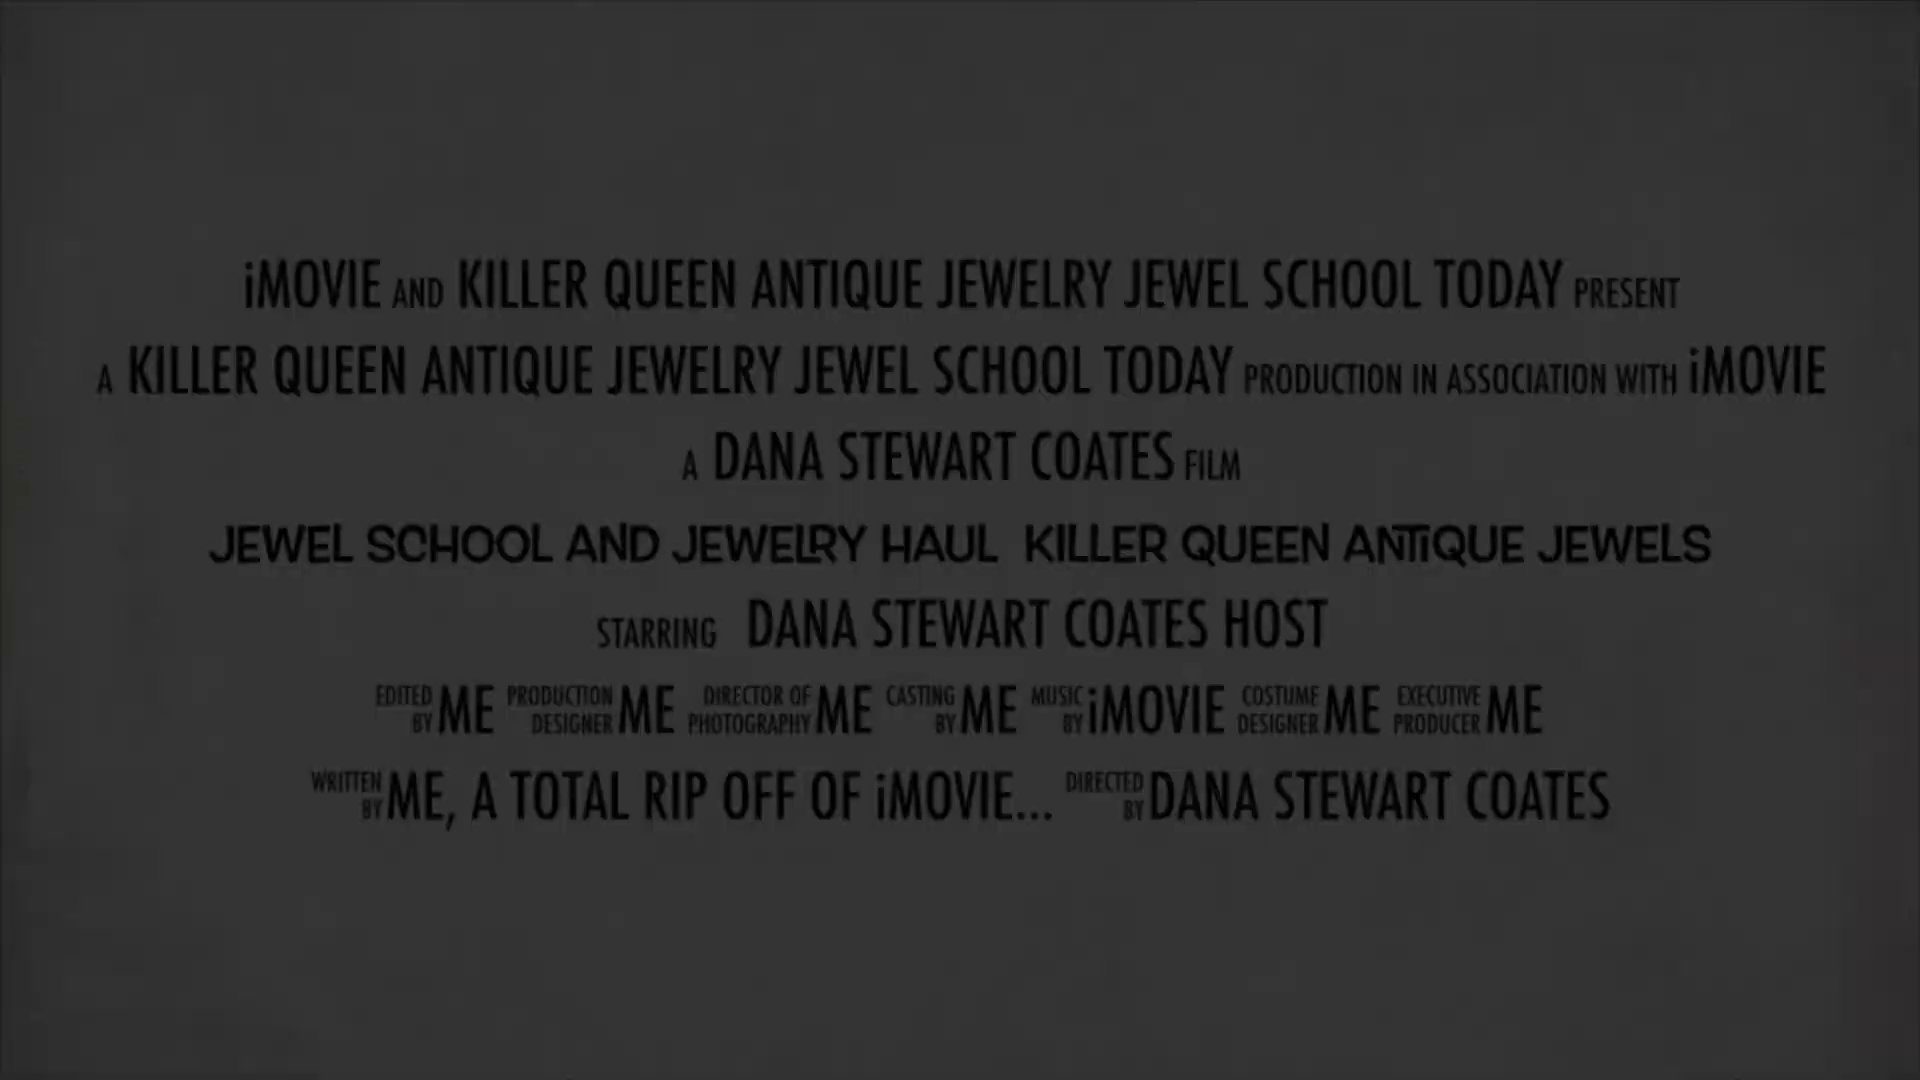 iMOVIE AND KILLER QUEEN ANTIQUE JEWELRY JEWEL SCHOOL TODAY PRESENT
A KILLER QUEEN ANTIQUE JEWELRY JEWEL SCHOOL TODAY PRODUCTION IN ASSOCIATION WITH iMOVIE
A DANA STEWART COATES FILM
JEWEL SCHOOL AND JEWELRY HAUL KILLER QUEEN ANTIQUE JEWELS
STARRING DANA STEWART COATES HOST
EDITED BY ME PRODUCTION DESIGNER ME DIRECTOR OF PHOTOGRAPHY ME CASTING BY ME MUSIC BY iMOVIE COSTUME DESIGNER ME EXECUTIVE PRODUCER ME
WRITTEN BY ME, A TOTAL RIP OFF OF iMOVIE... DIRECTED BY DANA STEWART COATES